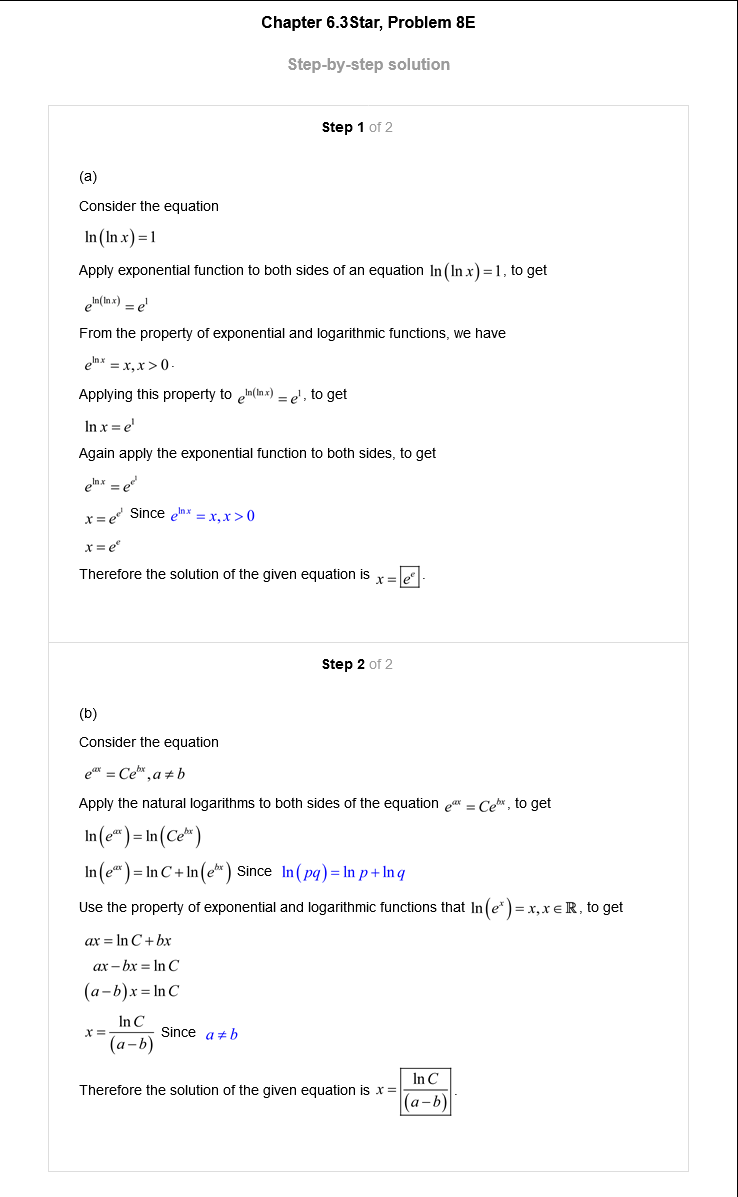 Chapter 6.3Star, Problem 8E
Step-by-step solution
Step 1 of 2
(a)
Consider the equation
ln(ln x) = 1
Apply exponential function to both sides of an equation ln(ln x) = 1, to get
e^{ln(ln x)} = e^1
From the property of exponential and logarithmic functions, we have
e^{ln x} = x, x > 0.
Applying this property to e^{ln(ln x)} = e^1, to get
ln x = e^1
Again apply the exponential function to both sides, to get
e^{ln x} = e^{e^1}
x = e^{e^1} Since e^{ln x} = x, x > 0
x = e^e
Therefore the solution of the given equation is x = e^e.
Step 2 of 2
(b)
Consider the equation
e^{ax} = Ce^{bx}, a ≠ b
Apply the natural logarithms to both sides of the equation e^{ax} = Ce^{bx}, to get
ln(e^{ax}) = ln(Ce^{bx})
ln(e^{ax}) = ln C + ln(e^{bx}) Since ln(pq) = ln p + ln q
Use the property of exponential and logarithmic functions that ln(e^x) = x, x ∈ ℝ, to get
ax = ln C + bx
ax − bx = ln C
(a − b)x = ln C
x = ln C / (a − b) Since a ≠ b
Therefore the solution of the given equation is x = ln C / (a − b).